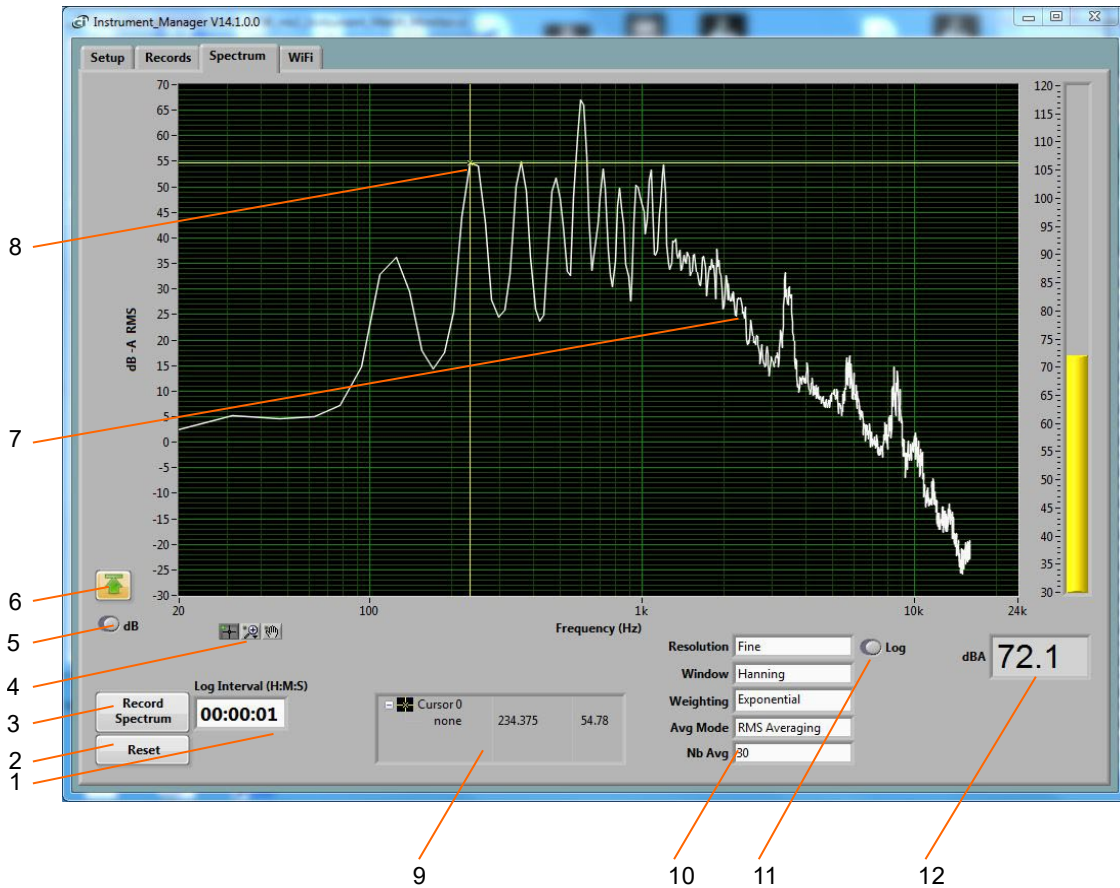 Instrument_Manager V14.1.0.0
Setup Records Spectrum WiFi
dB -A RMS
70
65
60
55
50
45
40
35
30
25
20
15
10
5
0
-5
-10
-15
-20
-25
-30
20 100 1k 10k 24k
Frequency (Hz)
120
115
110
105
100
95
90
85
80
75
70
65
60
55
50
45
40
35
30
8
7
6
5
4
3
2
1
dB
Log Interval (H:M:S)
00:00:01
Record Spectrum
Reset
Cursor 0
none 234.375 54.78
Resolution Fine
Window Hanning
Weighting Exponential
Avg Mode RMS Averaging
Nb Avg 30
Log
dBA 72.1
9 10 11 12